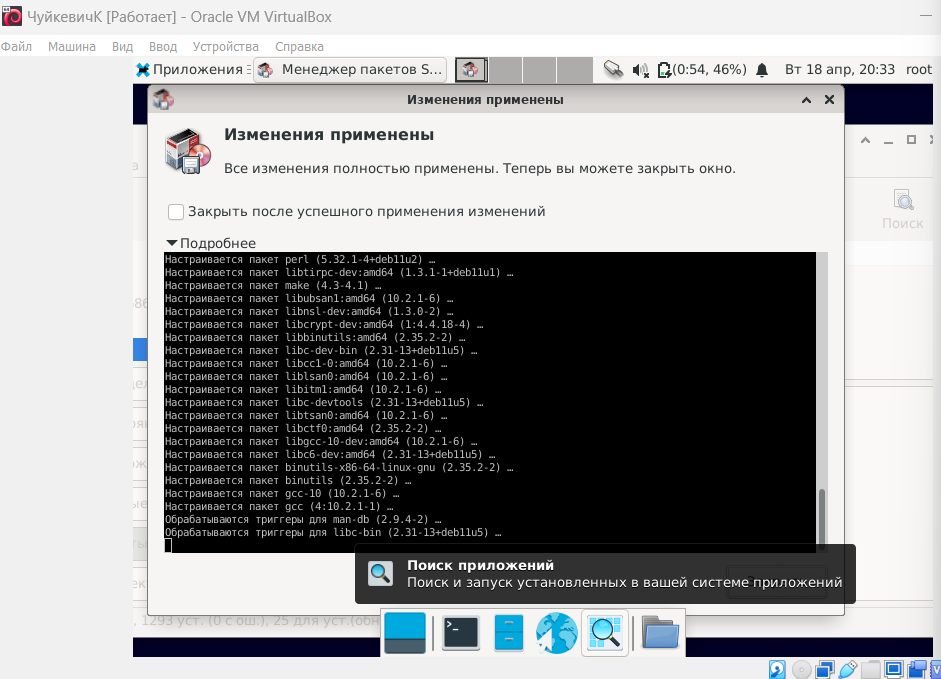 ЧуйкевичК [Работает] - Oracle VM VirtualBox
Файл Машина Вид Ввод Устройства Справка
Приложения Менеджер пакетов S... (0:54, 46%) Вт 18 апр, 20:33 root
Изменения применены
Изменения применены
Все изменения полностью применены. Теперь вы можете закрыть окно.
Поиск
Закрыть после успешного применения изменений
Подробнее
Настраивается пакет perl (5.32.1-4+deb11u2) …
Настраивается пакет libtirpc-dev:amd64 (1.3.1-1+deb11u1) …
Настраивается пакет make (4.3-4.1) …
Настраивается пакет libubsan1:amd64 (10.2.1-6) …
Настраивается пакет libnsl-dev:amd64 (1.3.0-2) …
Настраивается пакет libcrypt-dev:amd64 (1:4.4.18-4) …
Настраивается пакет libbinutils:amd64 (2.35.2-2) …
Настраивается пакет libc-dev-bin (2.31-13+deb11u5) …
Настраивается пакет libcc1-0:amd64 (10.2.1-6) …
Настраивается пакет liblsan0:amd64 (10.2.1-6) …
Настраивается пакет libitm1:amd64 (10.2.1-6) …
Настраивается пакет libc-devtools (2.31-13+deb11u5) …
Настраивается пакет libtsan0:amd64 (10.2.1-6) …
Настраивается пакет libctf0:amd64 (2.35.2-2) …
Настраивается пакет libgcc-10-dev:amd64 (10.2.1-6) …
Настраивается пакет libc6-dev:amd64 (2.31-13+deb11u5) …
Настраивается пакет binutils-x86-64-linux-gnu (2.35.2-2) …
Настраивается пакет binutils (2.35.2-2) …
Настраивается пакет gcc-10 (10.2.1-6) …
Настраивается пакет gcc (4:10.2.1-1) …
Обрабатываются триггеры для man-db (2.9.4-2) …
Обрабатываются триггеры для libc-bin (2.31-13+deb11u5) …
Поиск приложений
Поиск и запуск установленных в вашей системе приложений
, 1293 уст. (0 с ош.), 25 для уст.(обн